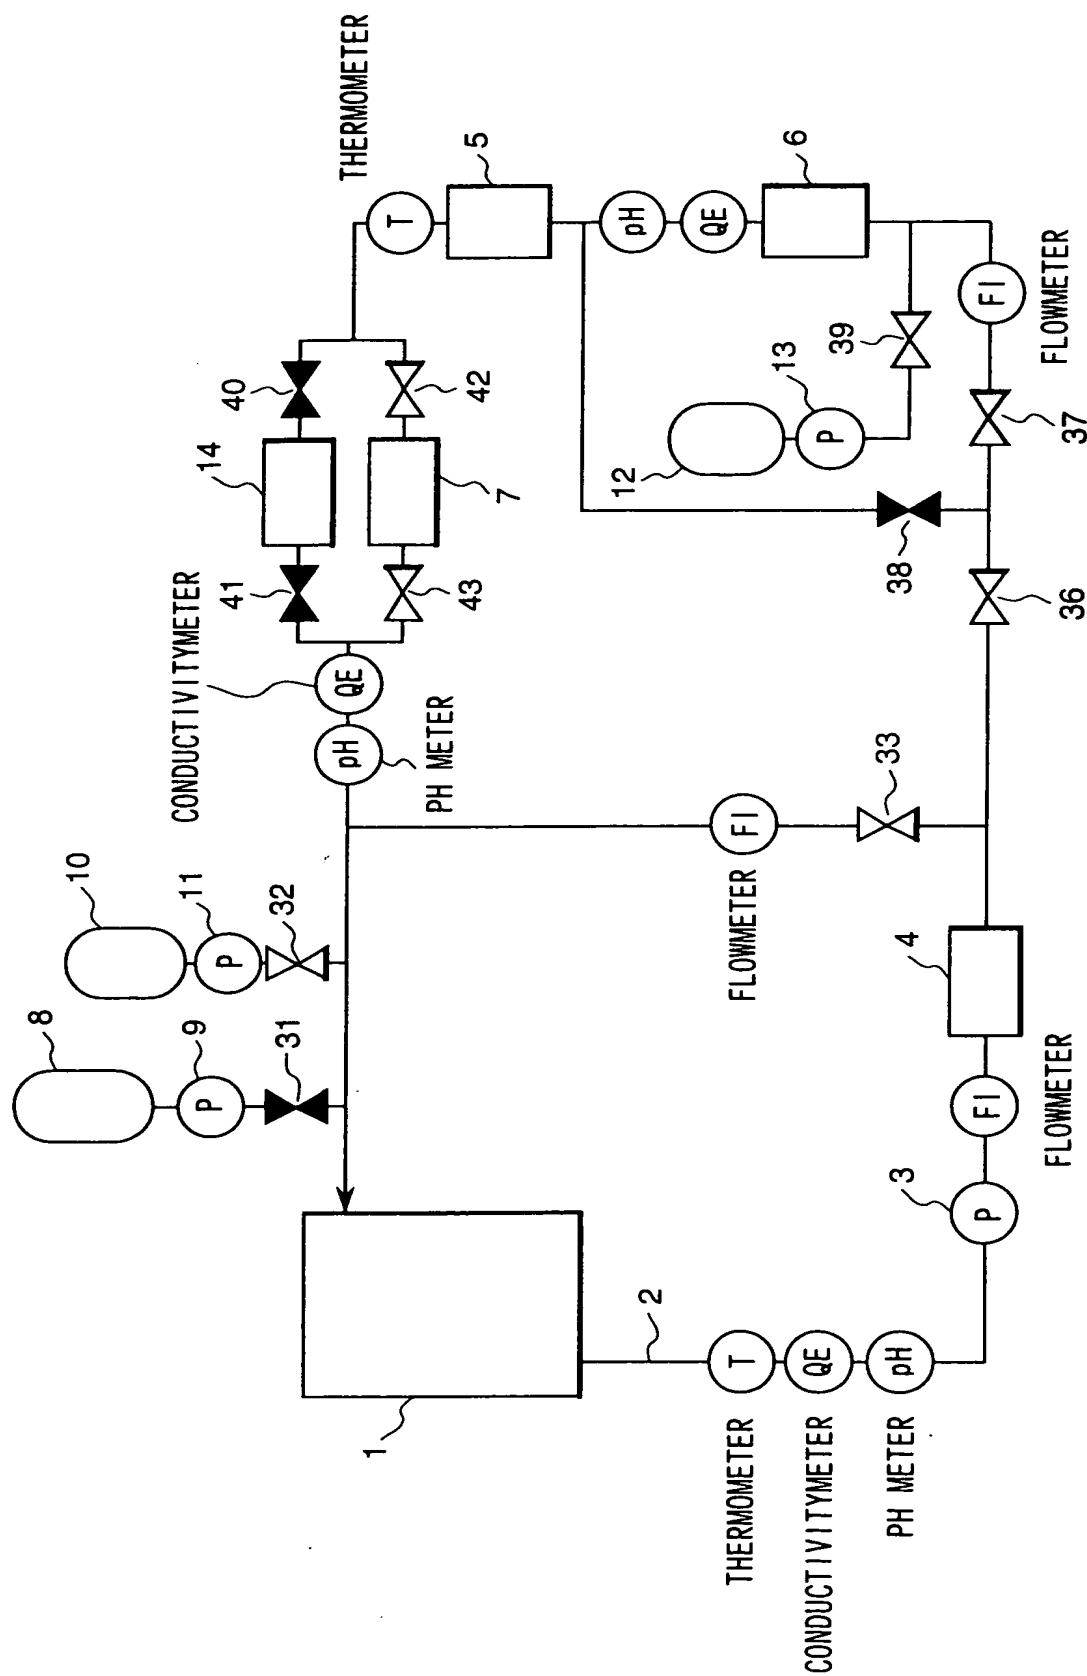 8
10
CONDUCTIVITYMETER
11
9
P
P
14
41
40
32
31
THERMOMETER
pH
QE
1
T
PH METER
43
42
5
7
12
pH
2
QE
THERMOMETER
T
FLOWMETER
FI
13
6
CONDUCTIVITYMETER
QE
P
39
33
PH METER
pH
38
3
4
P
FI
FI
FLOWMETER
FLOWMETER
36
37